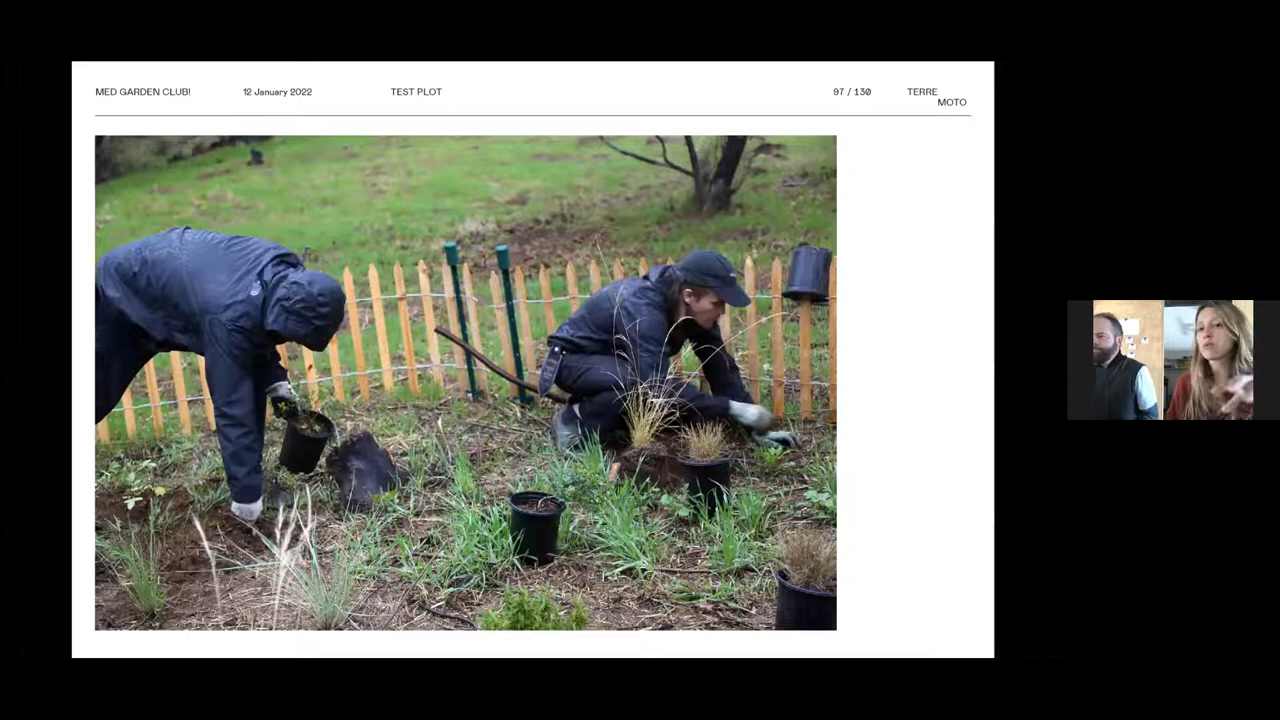 MED GARDEN CLUB!
12 January 2022
TEST PLOT
97 / 130
TERRE
MOTO